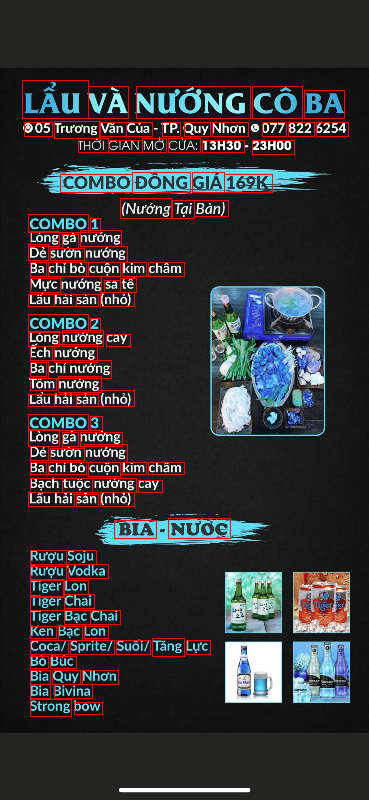 LẨU VÀ NƯỚNG CÔ BA
05 Trương Văn Của - TP. Quy Nhơn 077 822 6254
THỜI GIAN MỞ CỬA: 13H30 - 23H00
COMBO ĐỒNG GIÁ 169K
(Nướng Tại Bàn)
COMBO 1
Lòng gà nướng
Dẻ sườn nướng
Ba chỉ bò cuộn kim châm
Mực nướng sa tế
Lẩu hải sản (nhỏ)
COMBO 2
Lòng nướng cay
Ếch nướng
Ba chỉ nướng
Tôm nướng
Lẩu hải sản (nhỏ)
COMBO 3
Lòng gà nướng
Dẻ sườn nướng
Ba chỉ bò cuộn kim châm
Bạch tuộc nướng cay
Lẩu hải sản (nhỏ)
BIA - NƯỚC
Rượu Soju
Rượu Vodka
Tiger Lon
Tiger Chai
Tiger Bạc Chai
Ken Bạc Lon
Coca/ Sprite/ Suối/ Tăng Lực
Bò Húc
Bia Quy Nhơn
Bia Bivina
Strong bow